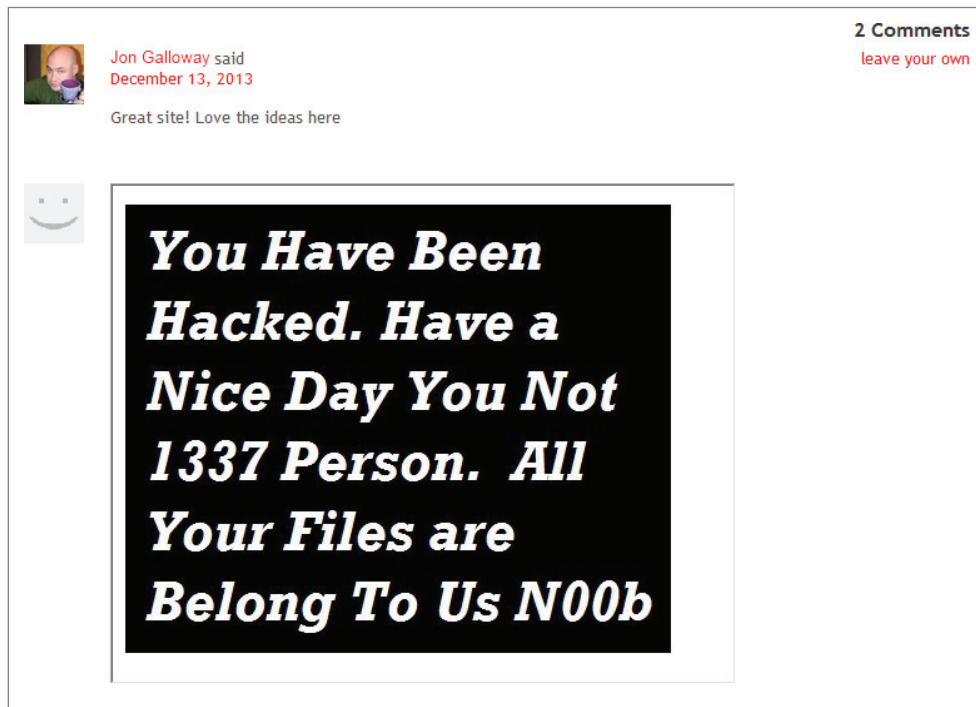 2 Comments
leave your own
Jon Galloway said
December 13, 2013
Great site! Love the ideas here
You Have Been
Hacked. Have a
Nice Day You Not
1337 Person.  All
Your Files are
Belong To Us N00b